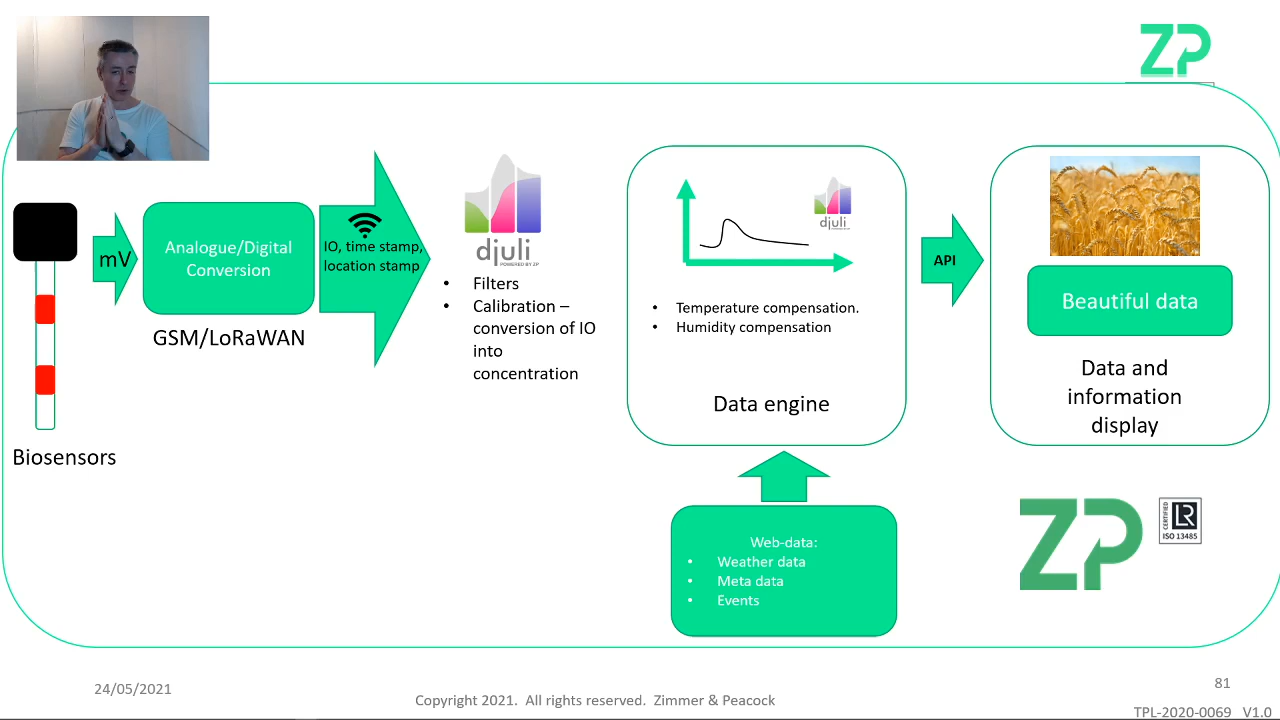 ZP
mV
Analogue/Digital
Conversion
GSM/LoRaWAN
IO, time stamp,
location stamp
Biosensors
djuli
POWERED BY ZP
• Filters
• Calibration –
conversion of IO
into
concentration
djuli
• Temperature compensation.
• Humidity compensation
Data engine
API
Beautiful data
Data and
information
display
Web-data:
• Weather data
• Meta data
• Events
ZP
CERTIFIED
LR
ISO 13485
24/05/2021
Copyright 2021. All rights reserved. Zimmer & Peacock
81
TPL-2020-0069 V1.0